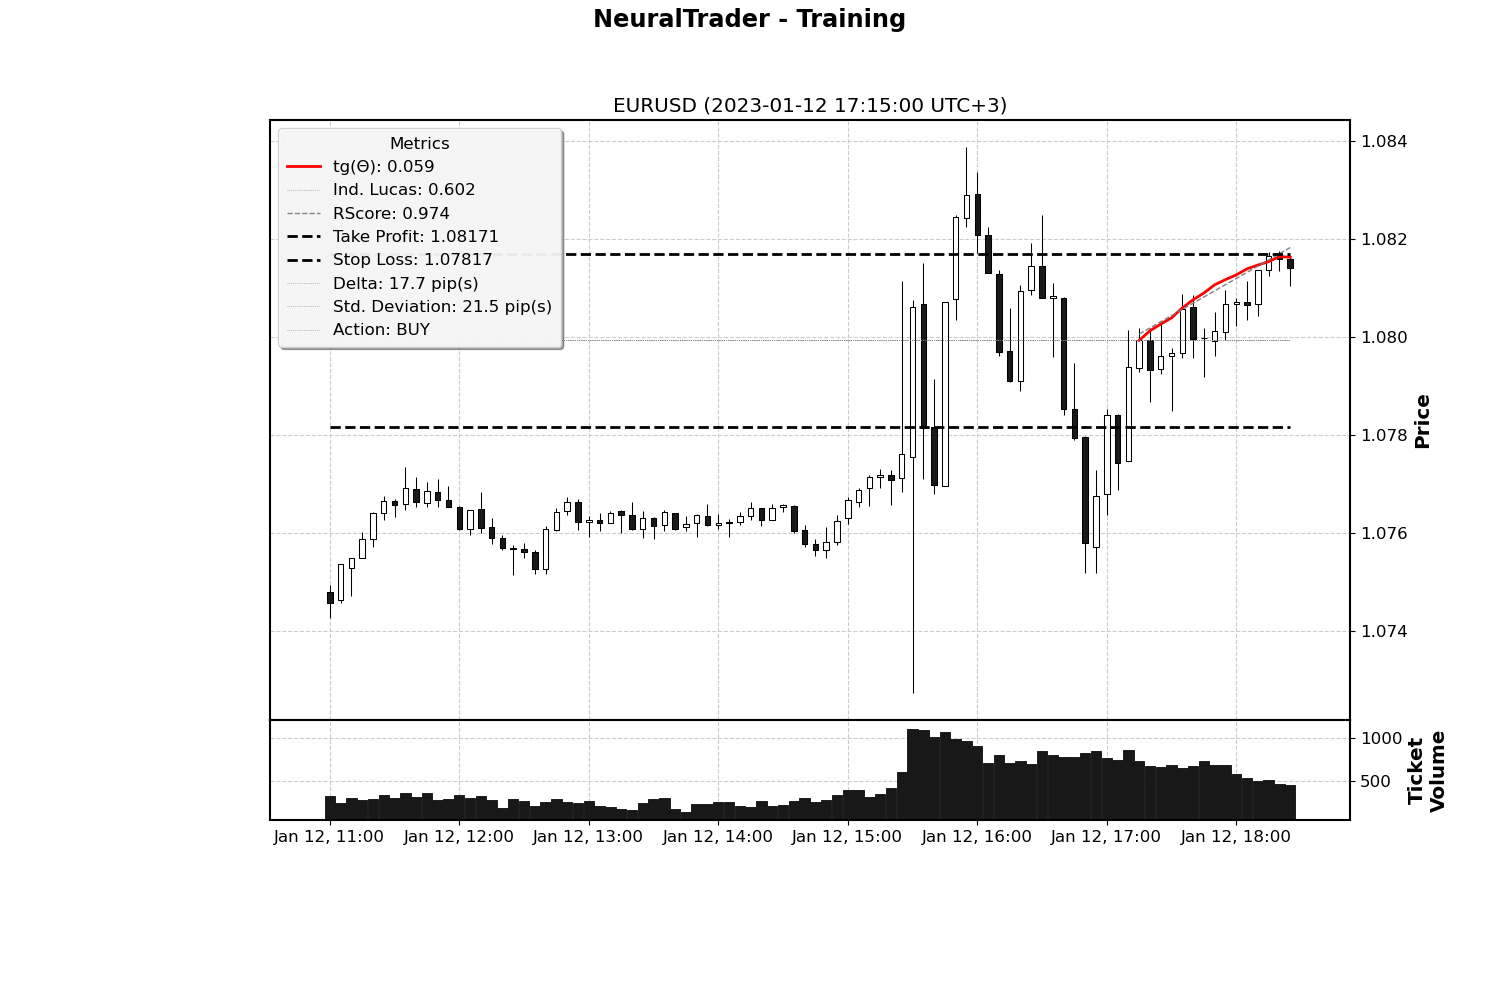 NeuralTrader - Training
EURUSD (2023-01-12 17:15:00 UTC+3)
Metrics
tg(Θ): 0.059
Ind. Lucas: 0.602
RScore: 0.974
Take Profit: 1.08171
Stop Loss: 1.07817
Delta: 17.7 pip(s)
Std. Deviation: 21.5 pip(s)
Action: BUY
1.084
1.082
1.080
1.078
1.076
1.074
Price
1000
500
Ticket
Volume
Jan 12, 11:00
Jan 12, 12:00
Jan 12, 13:00
Jan 12, 14:00
Jan 12, 15:00
Jan 12, 16:00
Jan 12, 17:00
Jan 12, 18:00